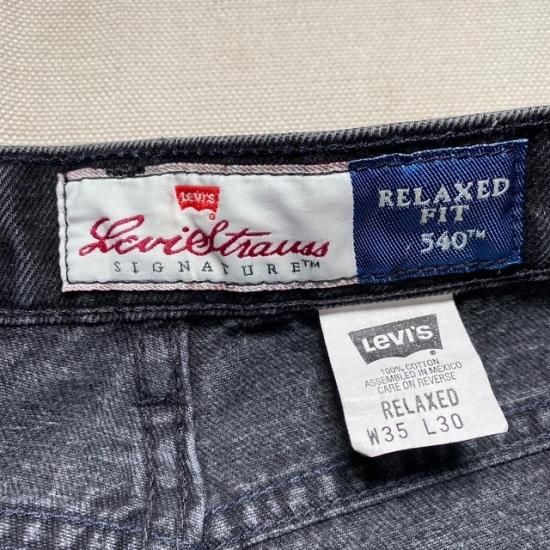 LEVI'S
®
Levi Strauss
SIGNATURE™
RELAXED
FIT
540™
LEVI'S
®
100% COTTON
ASSEMBLED IN MEXICO
CARE ON REVERSE
RELAXED
W35 L30